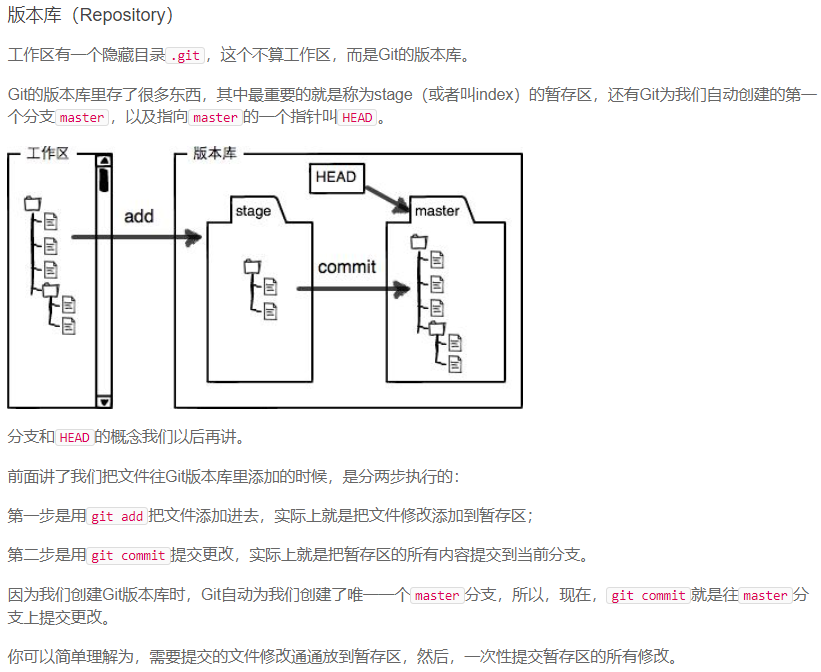 版本库（Repository）
工作区有一个隐藏目录.git，这个不算工作区，而是Git的版本库。
Git的版本库里存了很多东西，其中最重要的就是称为stage（或者叫index）的暂存区，还有Git为我们自动创建的第一
个分支master，以及指向master的一个指针叫HEAD。
工作区
版本库
HEAD
add
stage
master
commit
分支和HEAD的概念我们以后再讲。
前面讲了我们把文件往Git版本库里添加的时候，是分两步执行的：
第一步是用git add把文件添加进去，实际上就是把文件修改添加到暂存区；
第二步是用git commit提交更改，实际上就是把暂存区的所有内容提交到当前分支。
因为我们创建Git版本库时，Git自动为我们创建了唯一一个master分支，所以，现在，git commit就是往master分
支上提交更改。
你可以简单理解为，需要提交的文件修改通通放到暂存区，然后，一次性提交暂存区的所有修改。